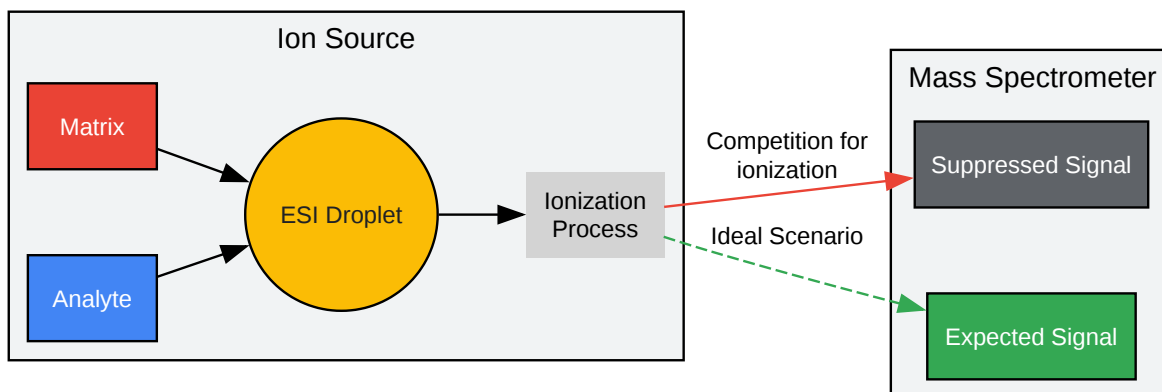 Ion Source
Matrix
Analyte
ESI Droplet
Ionization
Process
Competition for
ionization
Ideal Scenario
Mass Spectrometer
Suppressed Signal
Expected Signal